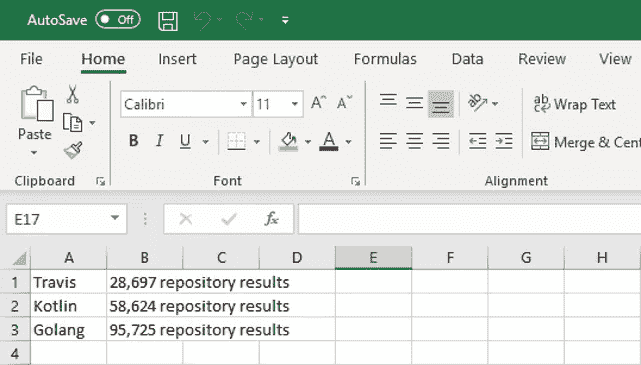 AutoSave Off
File Home Insert Page Layout Formulas Data Review View
Calibri 11 A A ab Wrap Text
Paste B I U A Merge & Cent
Clipboard Font Alignment
E17 fx
A B C D E F G H
1 Travis 28,697 repository results
2 Kotlin 58,624 repository results
3 Golang 95,725 repository results
4